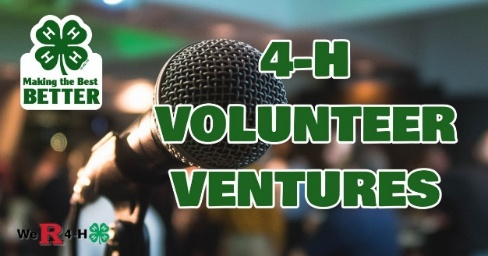 H H
H H
Making the Best
BETTER
4-H
VOLUNTEER
VENTURES
We R 4-H